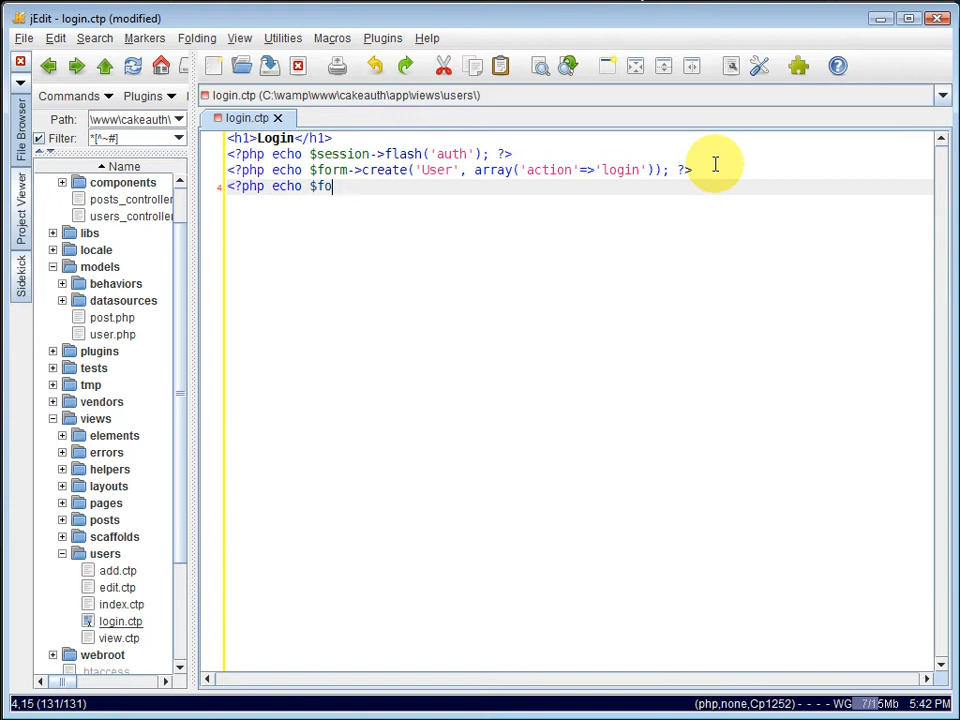 jEdit - login.ctp (modified)
File Edit Search Markers Folding View Utilities Macros Plugins Help
Commands Plugins
login.ctp (C:\wamp\www\cakeauth\app\views\users\)
Path: \www\cakeauth\
Filter: *[^~#]
File Browser
Project Viewer
Sidekick
Name
components
posts_controller
users_controller
libs
locale
models
behaviors
datasources
post.php
user.php
plugins
tests
tmp
vendors
views
elements
errors
helpers
layouts
pages
posts
scaffolds
users
add.ctp
edit.ctp
index.ctp
login.ctp
view.ctp
webroot
.htaccess
login.ctp
<h1>Login</h1>
<?php echo $session->flash('auth'); ?>
<?php echo $form->create('User', array('action'=>'login')); ?>
4 <?php echo $fo
4,15 (131/131)
(php,none,Cp1252) - - - - WG 7/15Mb 5:42 PM